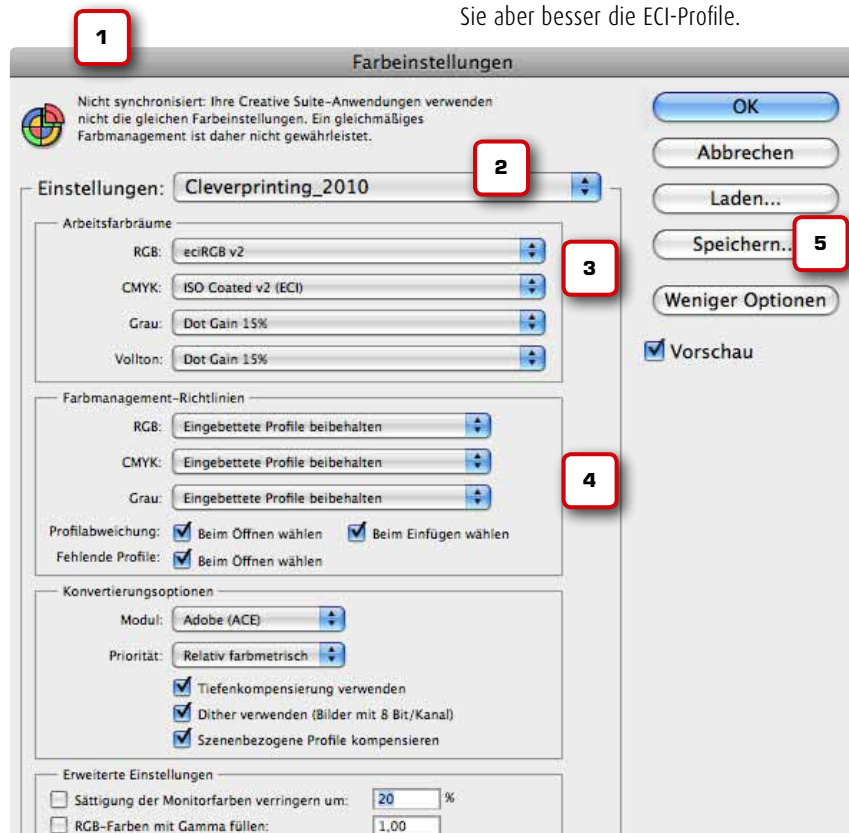 Sie aber besser die ECI-Profile.
1
Farbeinstellungen
Nicht synchronisiert: Ihre Creative Suite-Anwendungen verwenden
nicht die gleichen Farbeinstellungen. Ein gleichmäßiges
Farbmanagement ist daher nicht gewährleistet.
OK
Abbrechen
2
Einstellungen: Cleverprinting_2010
Laden...
Arbeitsfarbräume
RGB: eciRGB v2
Speichern.. 5
3
CMYK: ISO Coated v2 (ECI)
Weniger Optionen
Grau: Dot Gain 15%
Vollton: Dot Gain 15%
Vorschau
Farbmanagement-Richtlinien
RGB: Eingebettete Profile beibehalten
CMYK: Eingebettete Profile beibehalten
4
Grau: Eingebettete Profile beibehalten
Profilabweichung: Beim Öffnen wählen Beim Einfügen wählen
Fehlende Profile: Beim Öffnen wählen
Konvertierungsoptionen
Modul: Adobe (ACE)
Priorität: Relativ farbmetrisch
Tiefenkompensierung verwenden
Dither verwenden (Bilder mit 8 Bit/Kanal)
Szenenbezogene Profile kompensieren
Erweiterte Einstellungen
Sättigung der Monitorfarben verringern um: 20 %
RGB-Farben mit Gamma füllen: 1,00